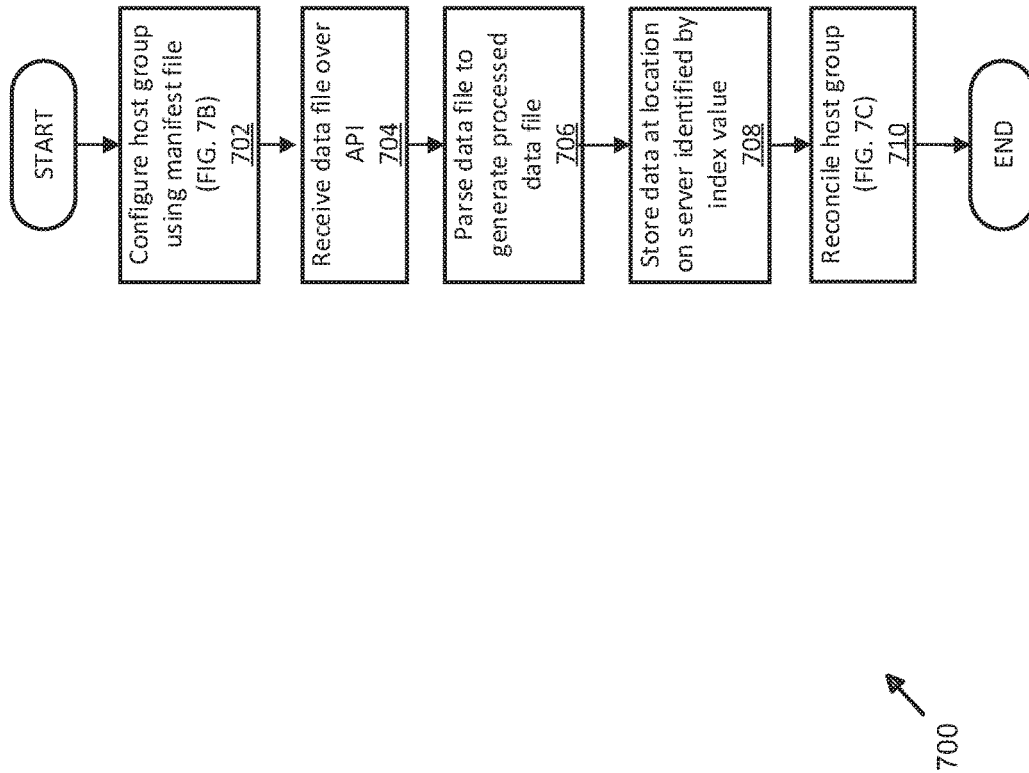 START
Configure host group
using manifest file
(FIG. 7B)
702
Receive data file over
API
704
Parse data file to
generate processed
data file
706
Store data at location
on server identified by
index value
708
Reconcile host group
(FIG. 7C)
710
END
700